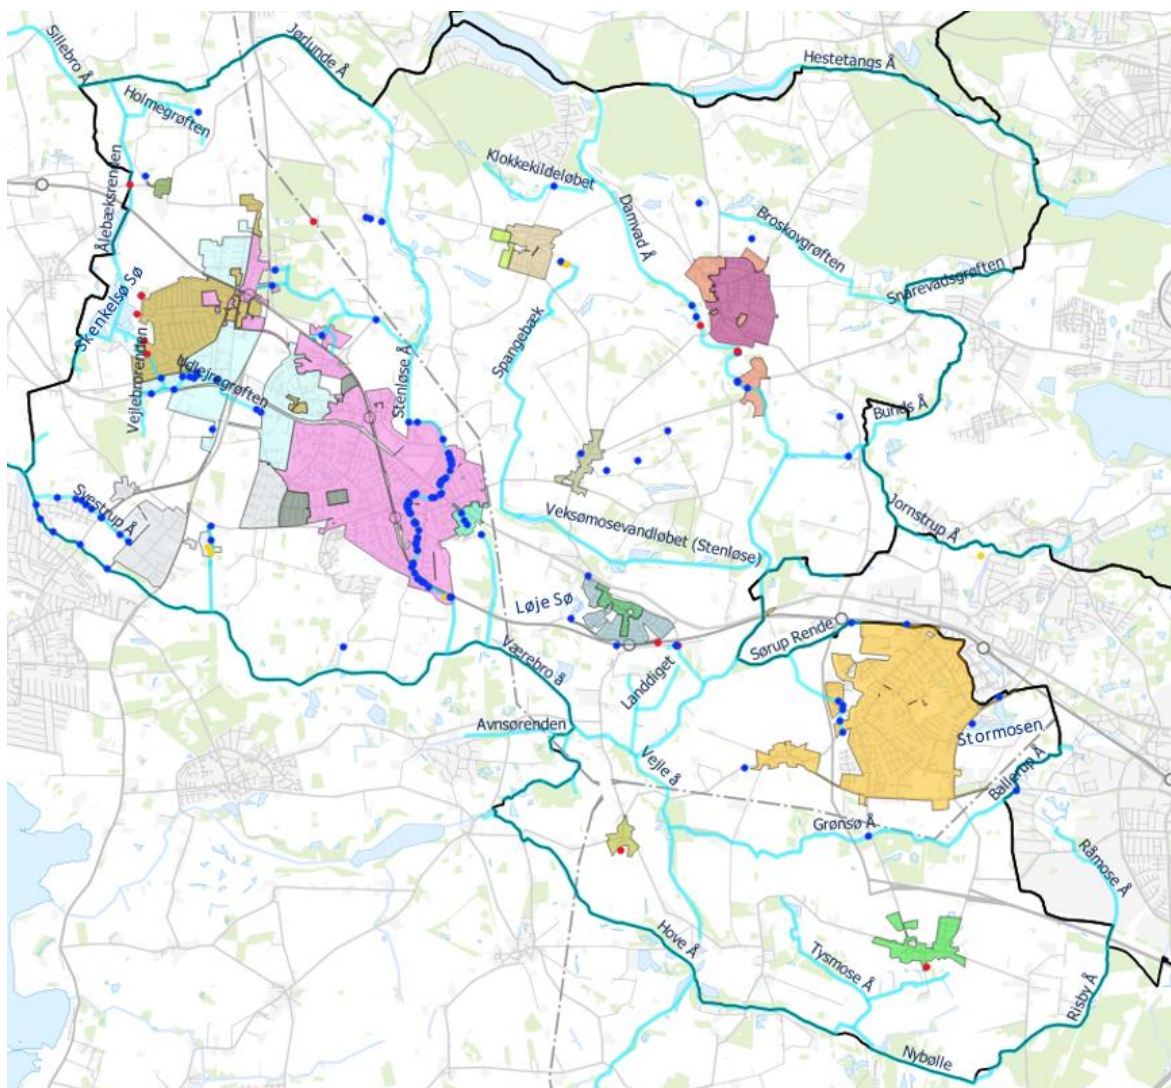 Sillebro Å
Jørlunde Å
Hestetangs Å
Holmegrøften
Klokkekildeløbet
Ålebæksrenden
Damvad Å
Broskovgrøften
Snarevadsgrøften
Skenkelsø Sø
Spangebæk
Vejlebrorenden
Udlejregrøften
Stenløse Å
Bunds Å
Svestrup Å
Veksømosevandløbet (Stenløse)
Jornstrup Å
Løje Sø
Sørup Rende
Værebro å
Landdiget
Avnsørenden
Stormosen
Vejle å
Ballerup Å
Grønsø Å
Råmose Å
Hove Å
Tysmose Å
Risby Å
Nybølle